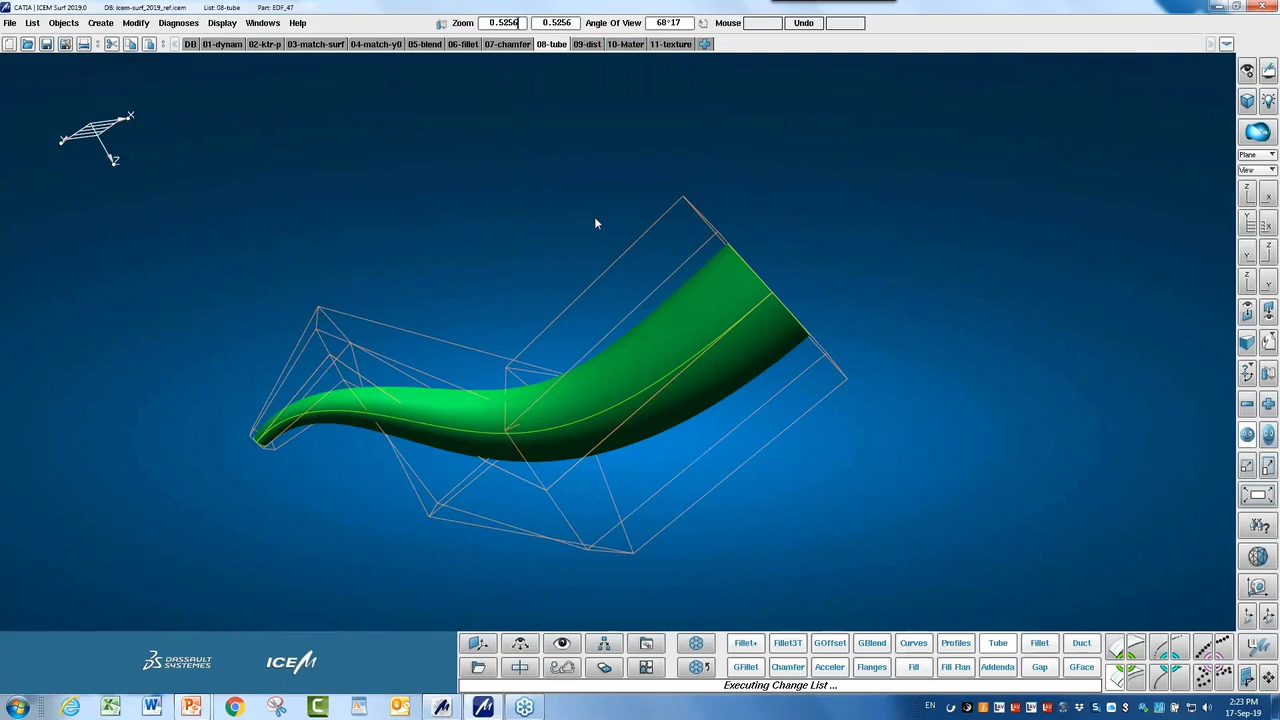 CATIA | ICEM Surf 2019.0 DB: icem-surf_2019_ref.icem List: 08-tube Part: EDF_47
File List Objects Create Modify Diagnoses Display Windows Help Zoom 0.5256 0.5256 Angle Of View 68°17 Mouse Undo
DB 01-dynam 02-ktr-p 03-match-surf 04-match-y0 05-blend 06-fillet 07-chamfer 08-tube 09-dist 10-Mater 11-texture
X
Z
Plane
View
Z X
Y X
Y Z
Z Y
Fillet+ Fillet3T GOffset GBlend Curves Profiles Tube Fillet Duct
GFillet Chamfer Acceler Flanges Fill Fill Flan Addenda Gap GFace
DASSAULT SYSTEMES ICEM
Executing Change List ...
EN 2:23 PM
17-Sep-19